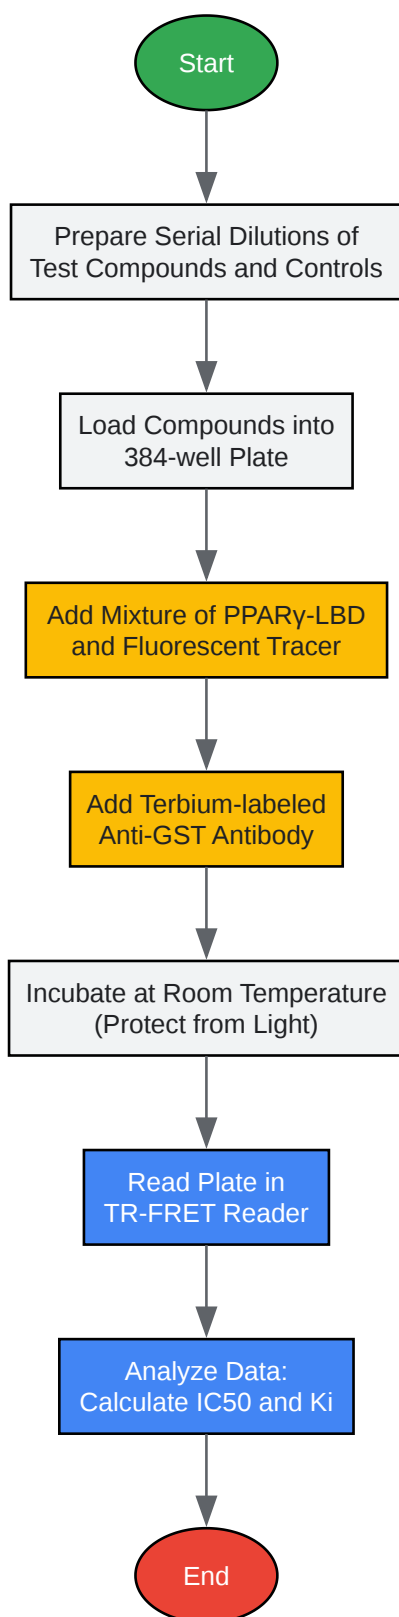 Start
Prepare Serial Dilutions of
Test Compounds and Controls
Load Compounds into
384-well Plate
Add Mixture of PPARγ-LBD
and Fluorescent Tracer
Add Terbium-labeled
Anti-GST Antibody
Incubate at Room Temperature
(Protect from Light)
Read Plate in
TR-FRET Reader
Analyze Data:
Calculate IC50 and Ki
End